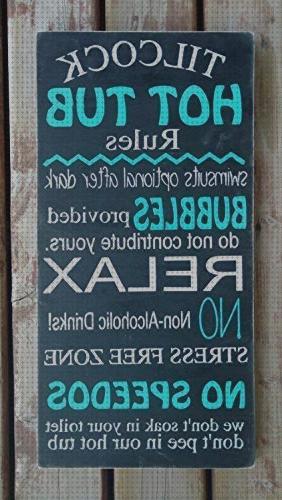 TILCOCK
HOT TUB
Rules
swimsuits optional after dark
BUBBLES provided
do not contribute yours.
RELAX
NO Non-Alcoholic Drinks!
STRESS FREE ZONE
NO SPEEDOS
we don't soak in your toilet
don't pee in our hot tub